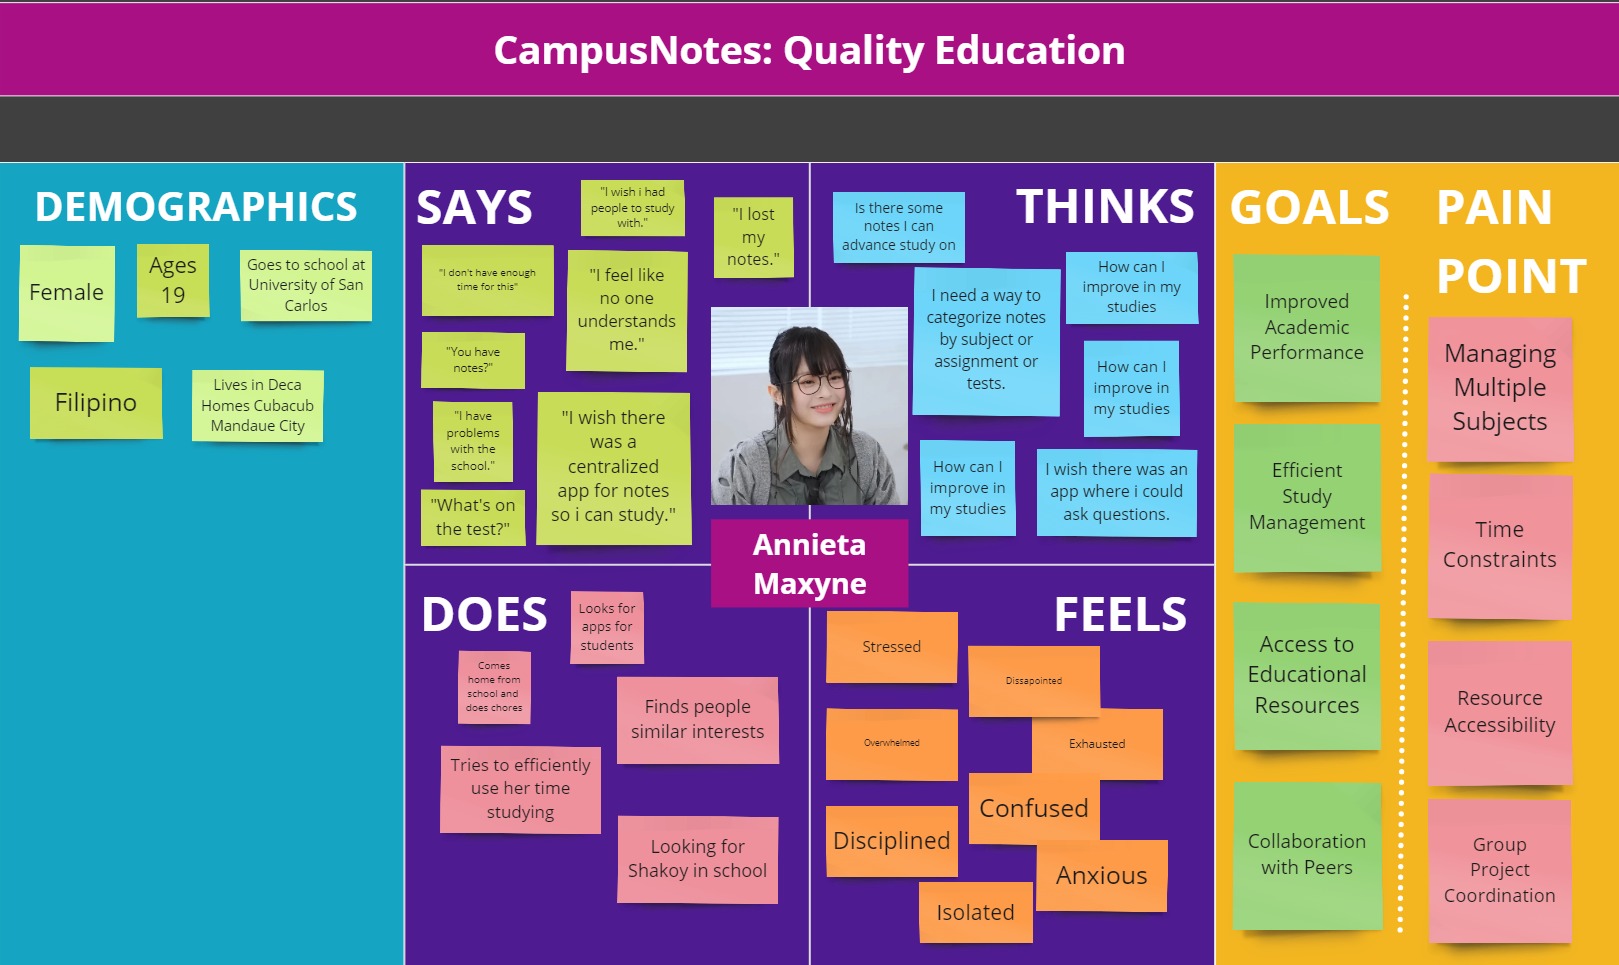 CampusNotes: Quality Education
DEMOGRAPHICS
Female
Ages
19
Goes to school at
University of San
Carlos
Filipino
Lives in Deca
Homes Cubacub
Mandaue City
SAYS
"I wish i had
people to study
with."
"I lost
my
notes."
"I don't have enough
time for this"
"I feel like
no one
understands
me."
"You have
notes?"
"I have
problems
with the
school."
"I wish there
was a
centralized
app for notes
so i can study."
"What's on
the test?"
THINKS
Is there some
notes I can
advance study on
How can I
improve in my
studies
I need a way to
categorize notes
by subject or
assignment or
tests.
How can I
improve in
my studies
How can I
improve in
my studies
I wish there was an
app where i could
ask questions.
Annieta
Maxyne
DOES
Looks for
apps for
students
Comes
home from
school and
does chores
Finds people
similar interests
Tries to efficiently
use her time
studying
Looking for
Shakoy in school
FEELS
Stressed
Dissapointed
Overwhelmed
Exhausted
Confused
Disciplined
Anxious
Isolated
GOALS
Improved
Academic
Performance
Efficient
Study
Management
Access to
Educational
Resources
Collaboration
with Peers
PAIN
POINT
Managing
Multiple
Subjects
Time
Constraints
Resource
Accessibility
Group
Project
Coordination